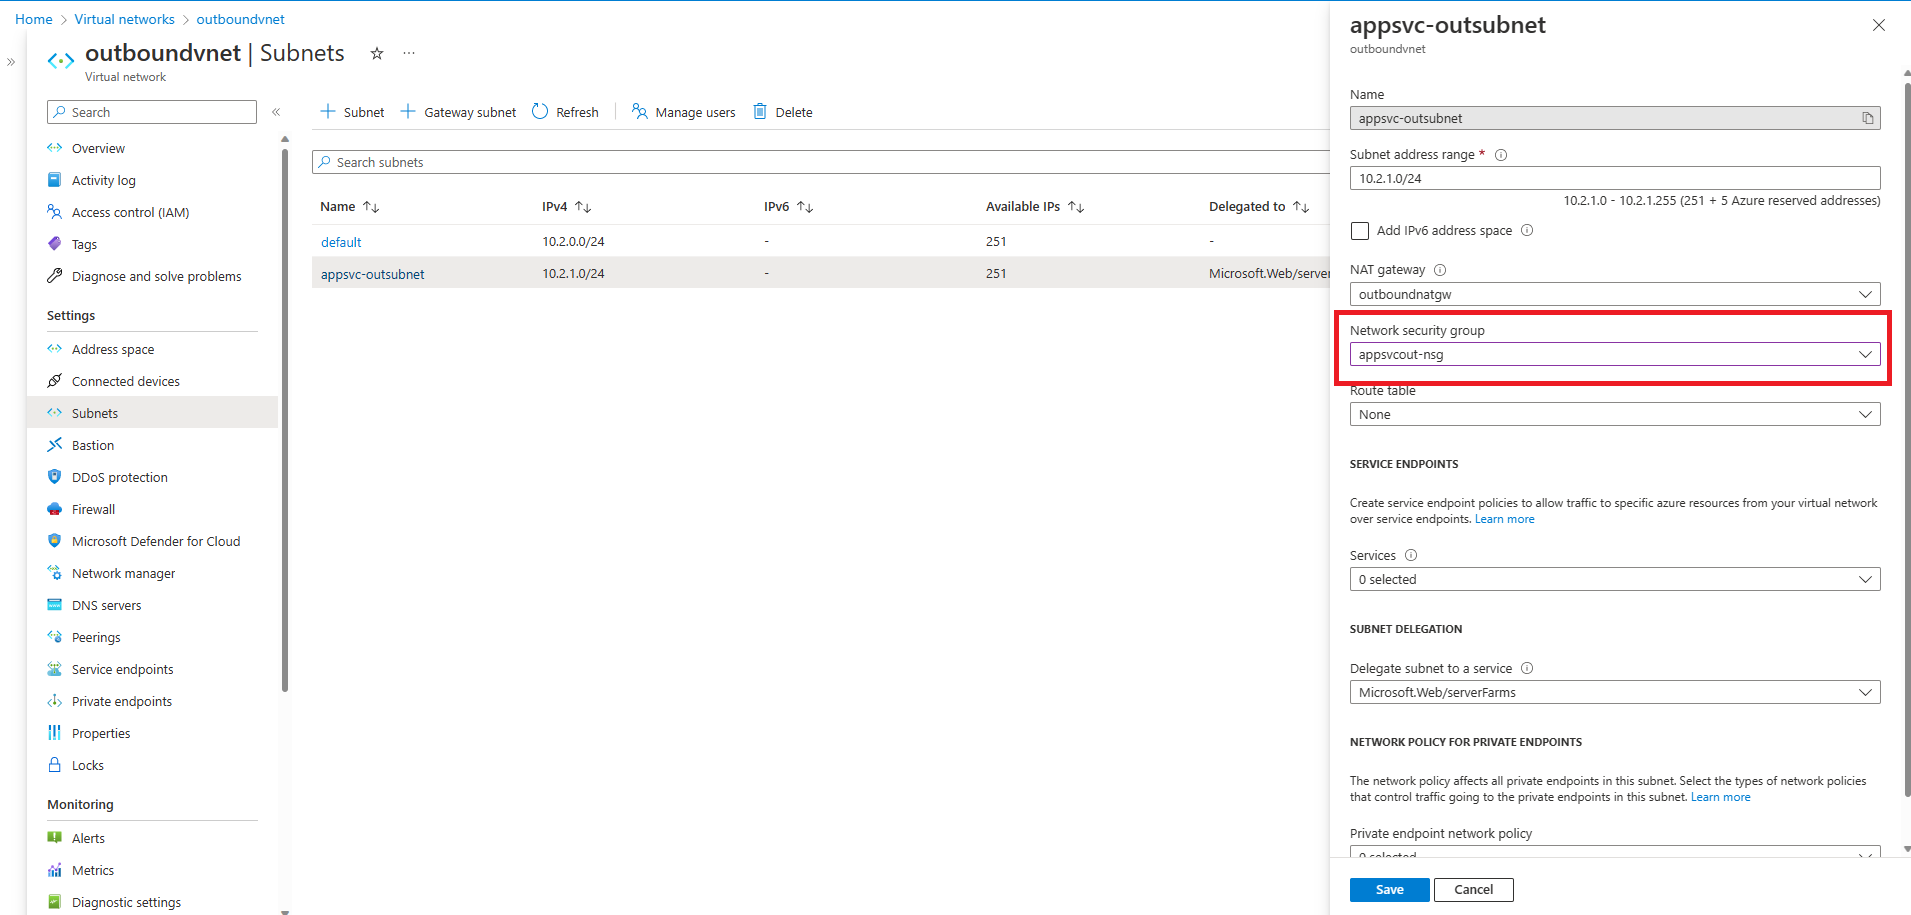 Home > Virtual networks > outboundvnet
outboundvnet | Subnets
Virtual network
Search
Overview
Activity log
Access control (IAM)
Tags
Diagnose and solve problems
Settings
Address space
Connected devices
Subnets
Bastion
DDoS protection
Firewall
Microsoft Defender for Cloud
Network manager
DNS servers
Peerings
Service endpoints
Private endpoints
Properties
Locks
Monitoring
Alerts
Metrics
Diagnostic settings
Subnet Gateway subnet Refresh Manage users Delete
Search subnets
Name IPv4 IPv6 Available IPs Delegated to
default 10.2.0.0/24 - 251 -
appsvc-outsubnet 10.2.1.0/24 - 251 Microsoft.Web/server
appsvc-outsubnet
outboundvnet
Name
appsvc-outsubnet
Subnet address range *
10.2.1.0/24
10.2.1.0 - 10.2.1.255 (251 + 5 Azure reserved addresses)
Add IPv6 address space
NAT gateway
outboundnatgw
Network security group
appsvcout-nsg
Route table
None
SERVICE ENDPOINTS
Create service endpoint policies to allow traffic to specific azure resources from your virtual network
over service endpoints. Learn more
Services
0 selected
SUBNET DELEGATION
Delegate subnet to a service
Microsoft.Web/serverFarms
NETWORK POLICY FOR PRIVATE ENDPOINTS
The network policy affects all private endpoints in this subnet. Select the types of network policies
that control traffic going to the private endpoints in this subnet. Learn more
Private endpoint network policy
0 selected
Save Cancel